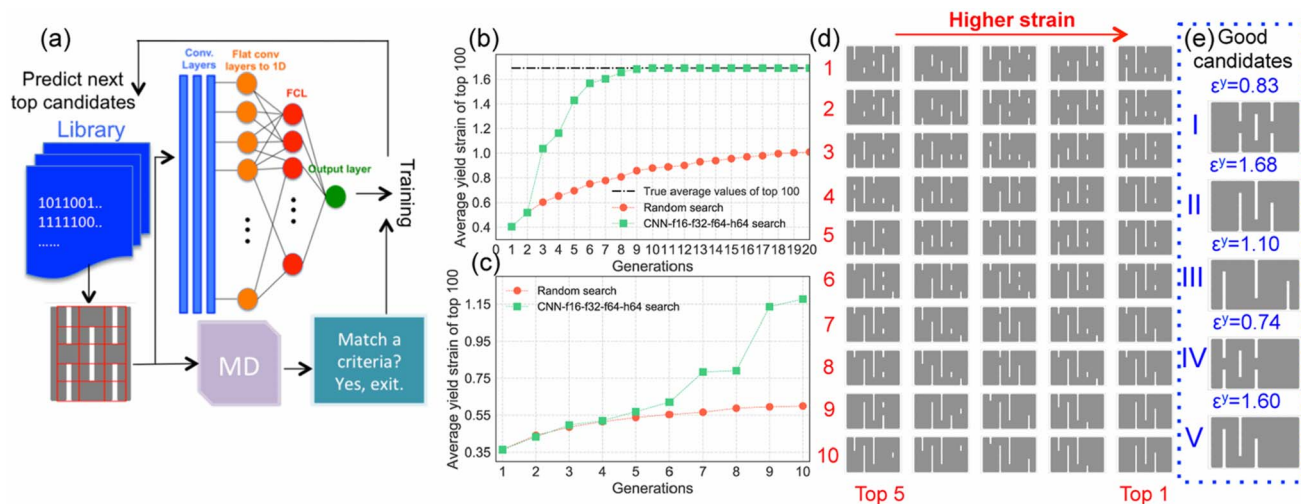 (a)
Predict next
top candidates
Library
1011001..
1111100..
......
Conv.
Layers
Flat conv
layers to 1D
FCL
Output layer
Training
MD
Match a
criteria?
Yes, exit.
(b)
Average yield strain of top 100
1.6
1.4
1.2
1.0
0.8
0.6
0.4
True average values of top 100
Random search
CNN-f16-f32-f64-h64 search
0 1 2 3 4 5 6 7 8 9 10 11 12 13 14 15 16 17 18 19 20
Generations
(c)
Average yield strain of top 100
Random search
CNN-f16-f32-f64-h64 search
1.15
0.95
0.75
0.55
0.35
1 2 3 4 5 6 7 8 9 10
Generations
(d)
Higher strain
1
2
3
4
5
6
7
8
9
10
Top 5
Top 1
(e) Good
candidates
εʸ=0.83
I
εʸ=1.68
II
εʸ=1.10
III
εʸ=0.74
IV
εʸ=1.60
V